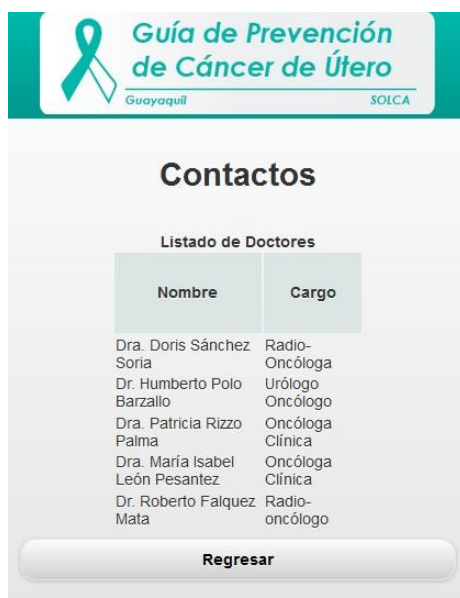 Guía de Prevención
de Cáncer de Útero
Guayaquil SOLCA
Contactos
Listado de Doctores
Nombre Cargo
Dra. Doris Sánchez Radio-
Soria Oncóloga
Dr. Humberto Polo Urólogo
Barzallo Oncólogo
Dra. Patricia Rizzo Oncóloga
Palma Clínica
Dra. María Isabel Oncóloga
León Pesantez Clínica
Dr. Roberto Falquez Radio-
Mata oncólogo
Regresar